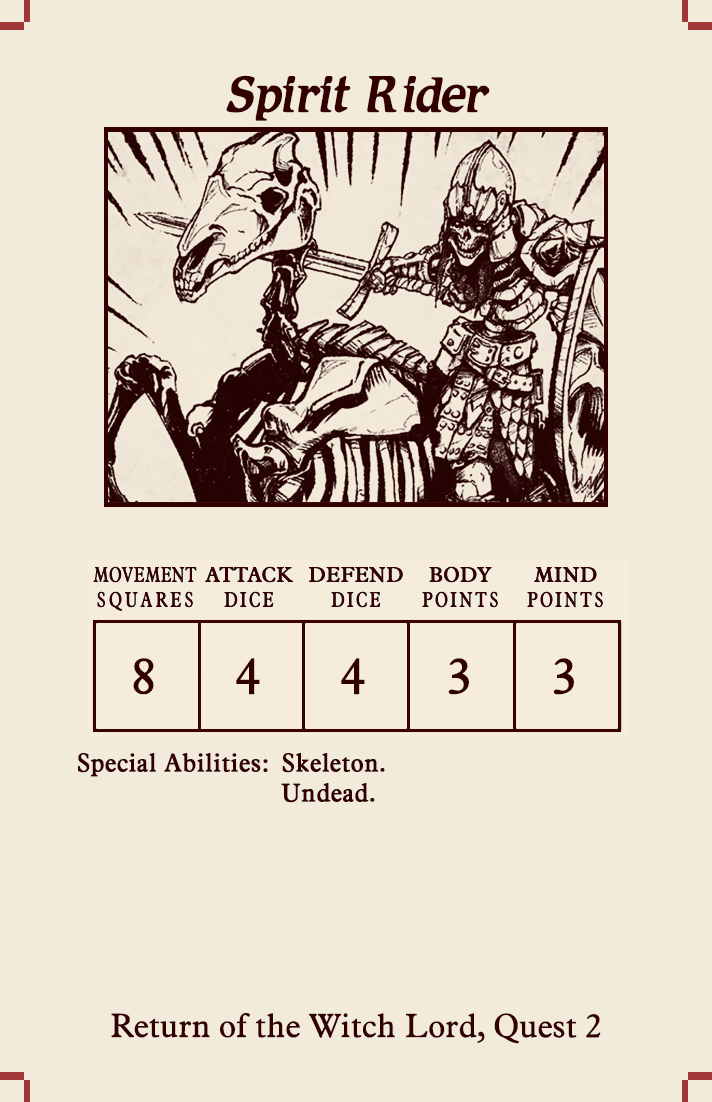 Spirit Rider
MOVEMENT ATTACK DEFEND BODY MIND
SQUARES DICE DICE POINTS POINTS
8 4 4 3 3
Special Abilities: Skeleton.
Undead.
Return of the Witch Lord, Quest 2